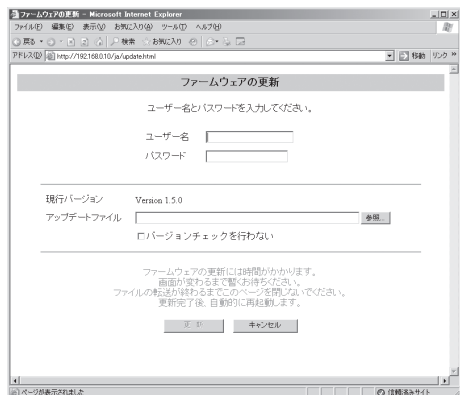 ファームウェアの更新 - Microsoft Internet Explorer
ファイル(F) 編集(E) 表示(V) お気に入り(A) ツール(T) ヘルプ(H)
戻る 検索 お気に入り
アドレス(D) http://192.168.0.10/ja/update.html 移動 リンク »
ファームウェアの更新
ユーザー名とパスワードを入力してください。
ユーザー名
パスワード
現行バージョン Version 1.5.0
アップデートファイル 参照...
バージョンチェックを行わない
ファームウェアの更新には時間がかかります。
画面が変わるまで暫くお待ちください。
ファイルの転送が終わるまでこのページを閉じないでください。
更新完了後、自動的に再起動します。
更 新 キャンセル
ページが表示されました 信頼済みサイト